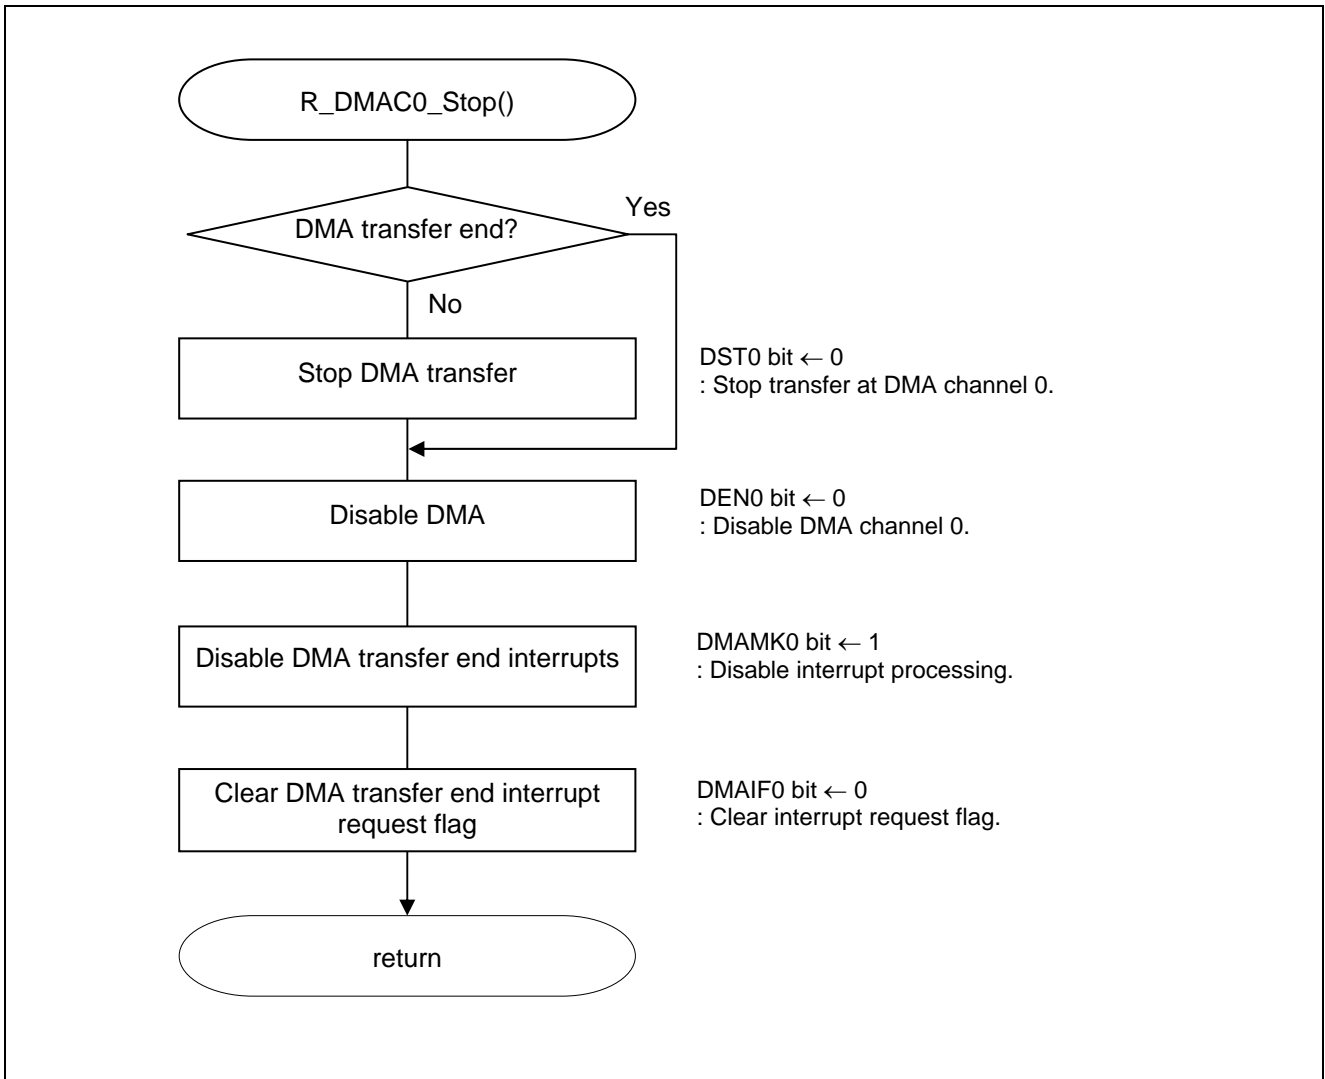 R_DMAC0_Stop()
Yes
DMA transfer end?
No
Stop DMA transfer
DST0 bit ← 0
: Stop transfer at DMA channel 0.
Disable DMA
DEN0 bit ← 0
: Disable DMA channel 0.
Disable DMA transfer end interrupts
DMAMK0 bit ← 1
: Disable interrupt processing.
Clear DMA transfer end interrupt
request flag
DMAIF0 bit ← 0
: Clear interrupt request flag.
return